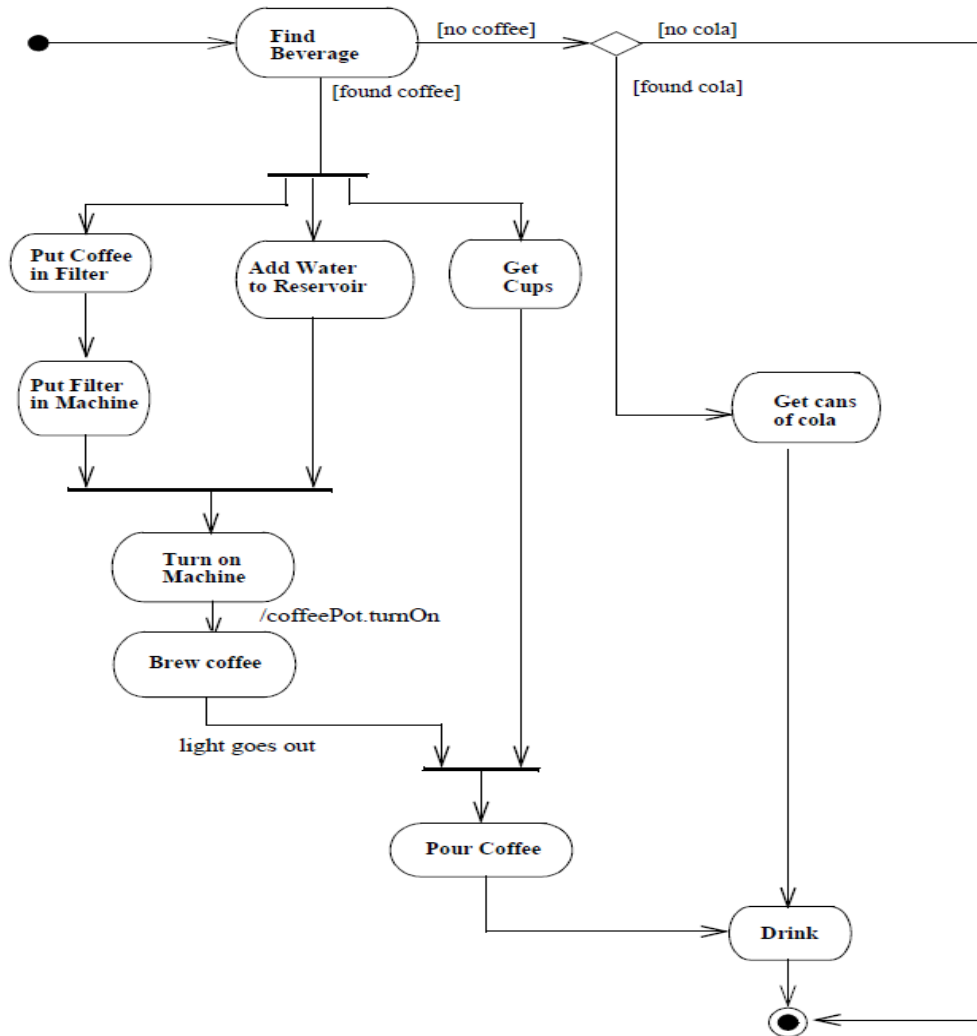 Find
Beverage
[no coffee]
[no cola]
[found coffee]
[found cola]
Put Coffee
in Filter
Add Water
to Reservoir
Get
Cups
Put Filter
in Machine
Get cans
of cola
Turn on
Machine
/coffeePot.turnOn
Brew coffee
light goes out
Pour Coffee
Drink